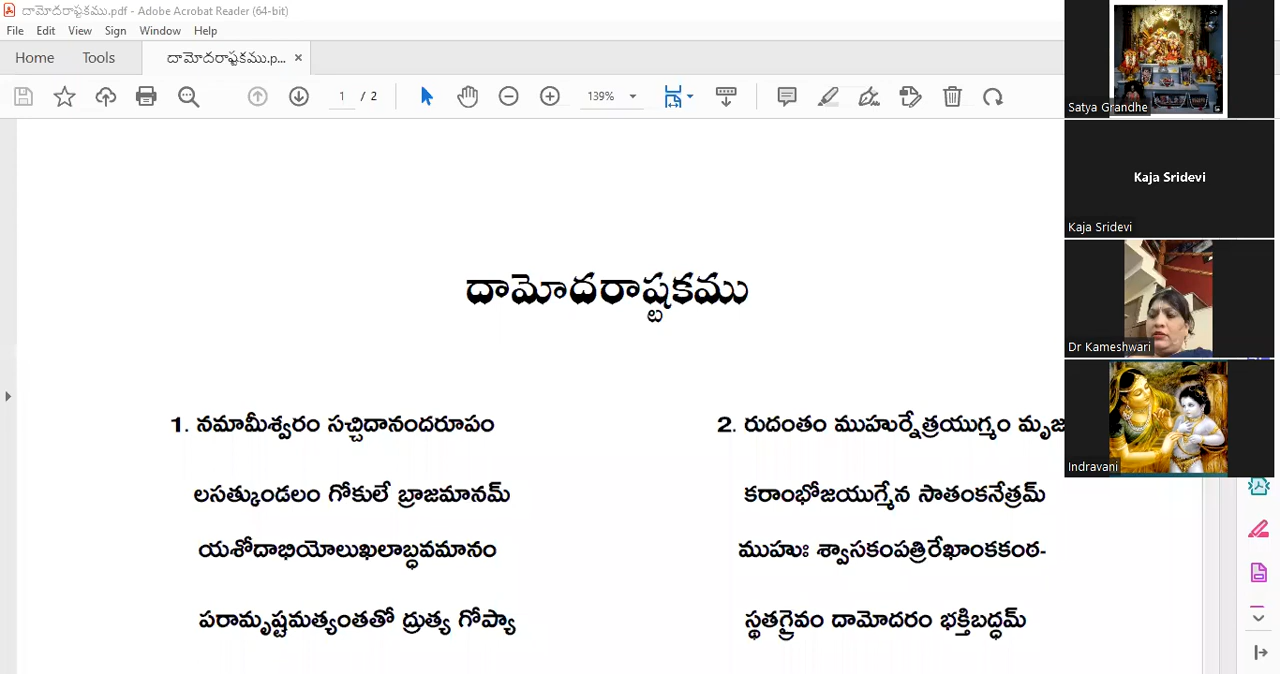 దామోదరాష్టకము.pdf - Adobe Acrobat Reader (64-bit)
File Edit View Sign Window Help
Home Tools దామోదరాష్టకము.p... ×
1 / 2 139%
దామోదరాష్టకము
1. నమామీశ్వరం సచ్చిదానందరూపం
లసత్కుండలం గోకులే భ్రాజమానమ్
యశోదాభియోలుఖలాబ్ధవమానం
పరామృష్టమత్యంతతో ద్రుత్య గోప్యా
2. రుదంతం ముహుర్నేత్రయుగ్మం మృజ
కరాంభోజయుగ్మేన సాతంకనేత్రమ్
ముహుః శ్వాసకంపత్రిరేఖాంకకంఠ-
స్థతగ్రైవం దామోదరం భక్తిబద్ధమ్
Satya Grandhe
Kaja Sridevi
Kaja Sridevi
Dr Kameshwari
Indravani